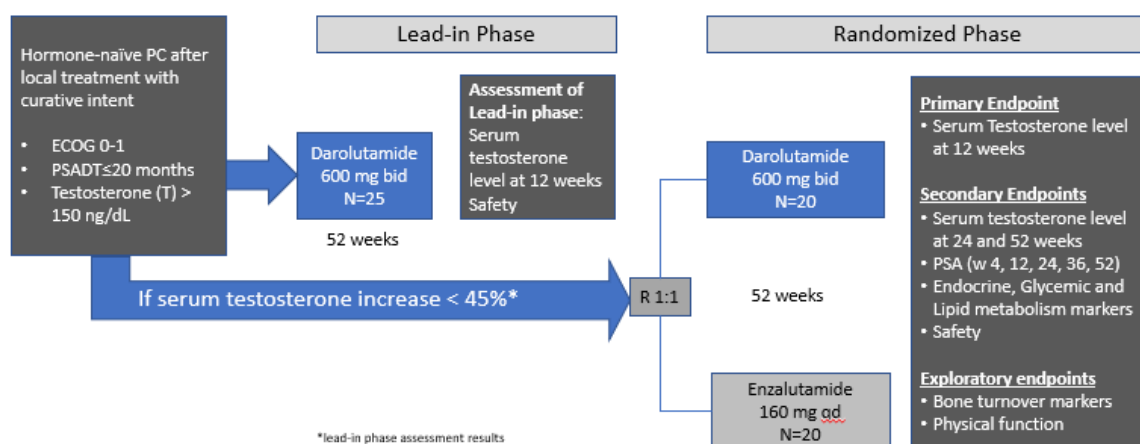 Lead-in Phase
Randomized Phase
Hormone-naïve PC after
local treatment with
curative intent
• ECOG 0-1
• PSADT≤20 months
• Testosterone (T) >
150 ng/dL
Darolutamide
600 mg bid
N=25
52 weeks
Assessment of
Lead-in phase:
Serum
testosterone
level at 12 weeks
Safety
If serum testosterone increase < 45%*
R 1:1
Darolutamide
600 mg bid
N=20
52 weeks
Enzalutamide
160 mg qd
N=20
Primary Endpoint
• Serum Testosterone level
at 12 weeks
Secondary Endpoints
• Serum testosterone level
at 24 and 52 weeks
• PSA (w 4, 12, 24, 36, 52)
• Endocrine, Glycemic and
Lipid metabolism markers
• Safety
Exploratory endpoints
• Bone turnover markers
• Physical function
*lead-in phase assessment results